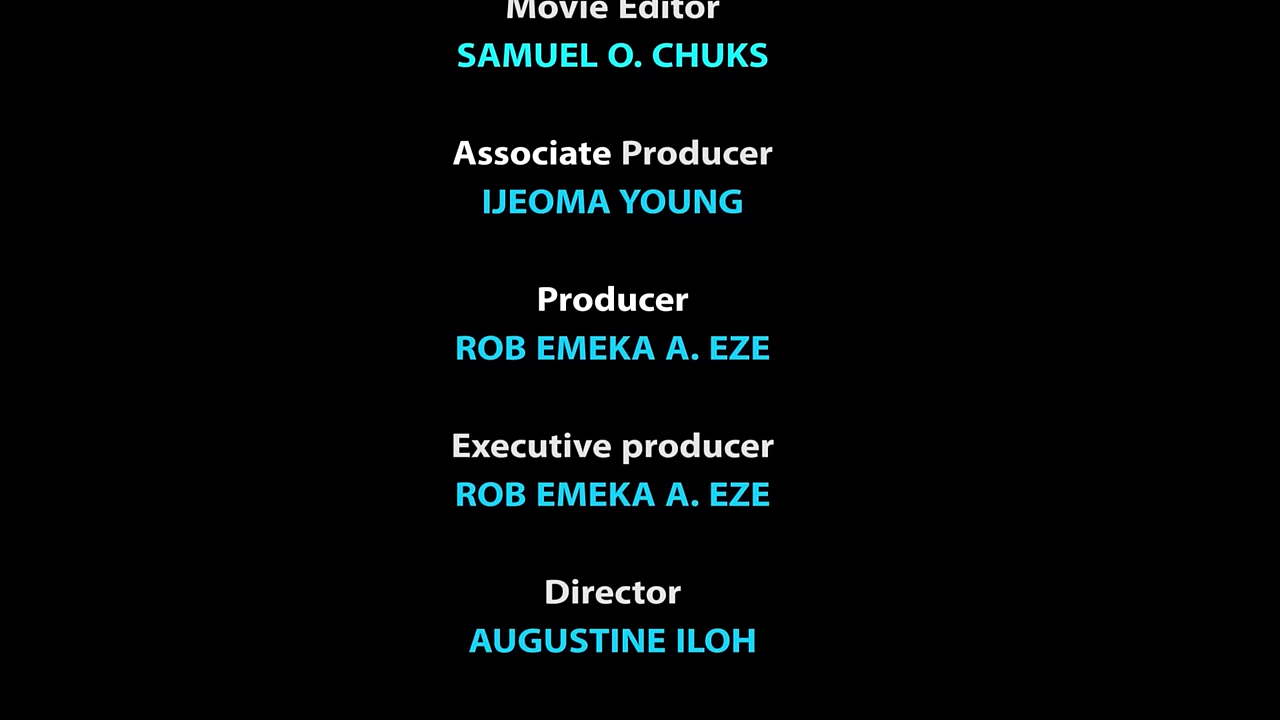 Movie Editor
SAMUEL O. CHUKS
Associate Producer
IJEOMA YOUNG
Producer
ROB EMEKA A. EZE
Executive producer
ROB EMEKA A. EZE
Director
AUGUSTINE ILOH